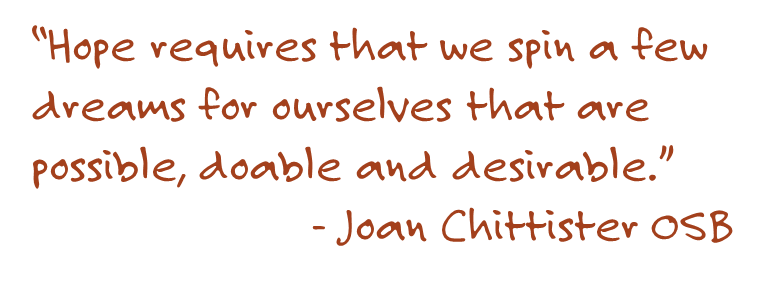 “Hope requires that we spin a few
dreams for ourselves that are
possible, doable and desirable.”
- Joan Chittister OSB